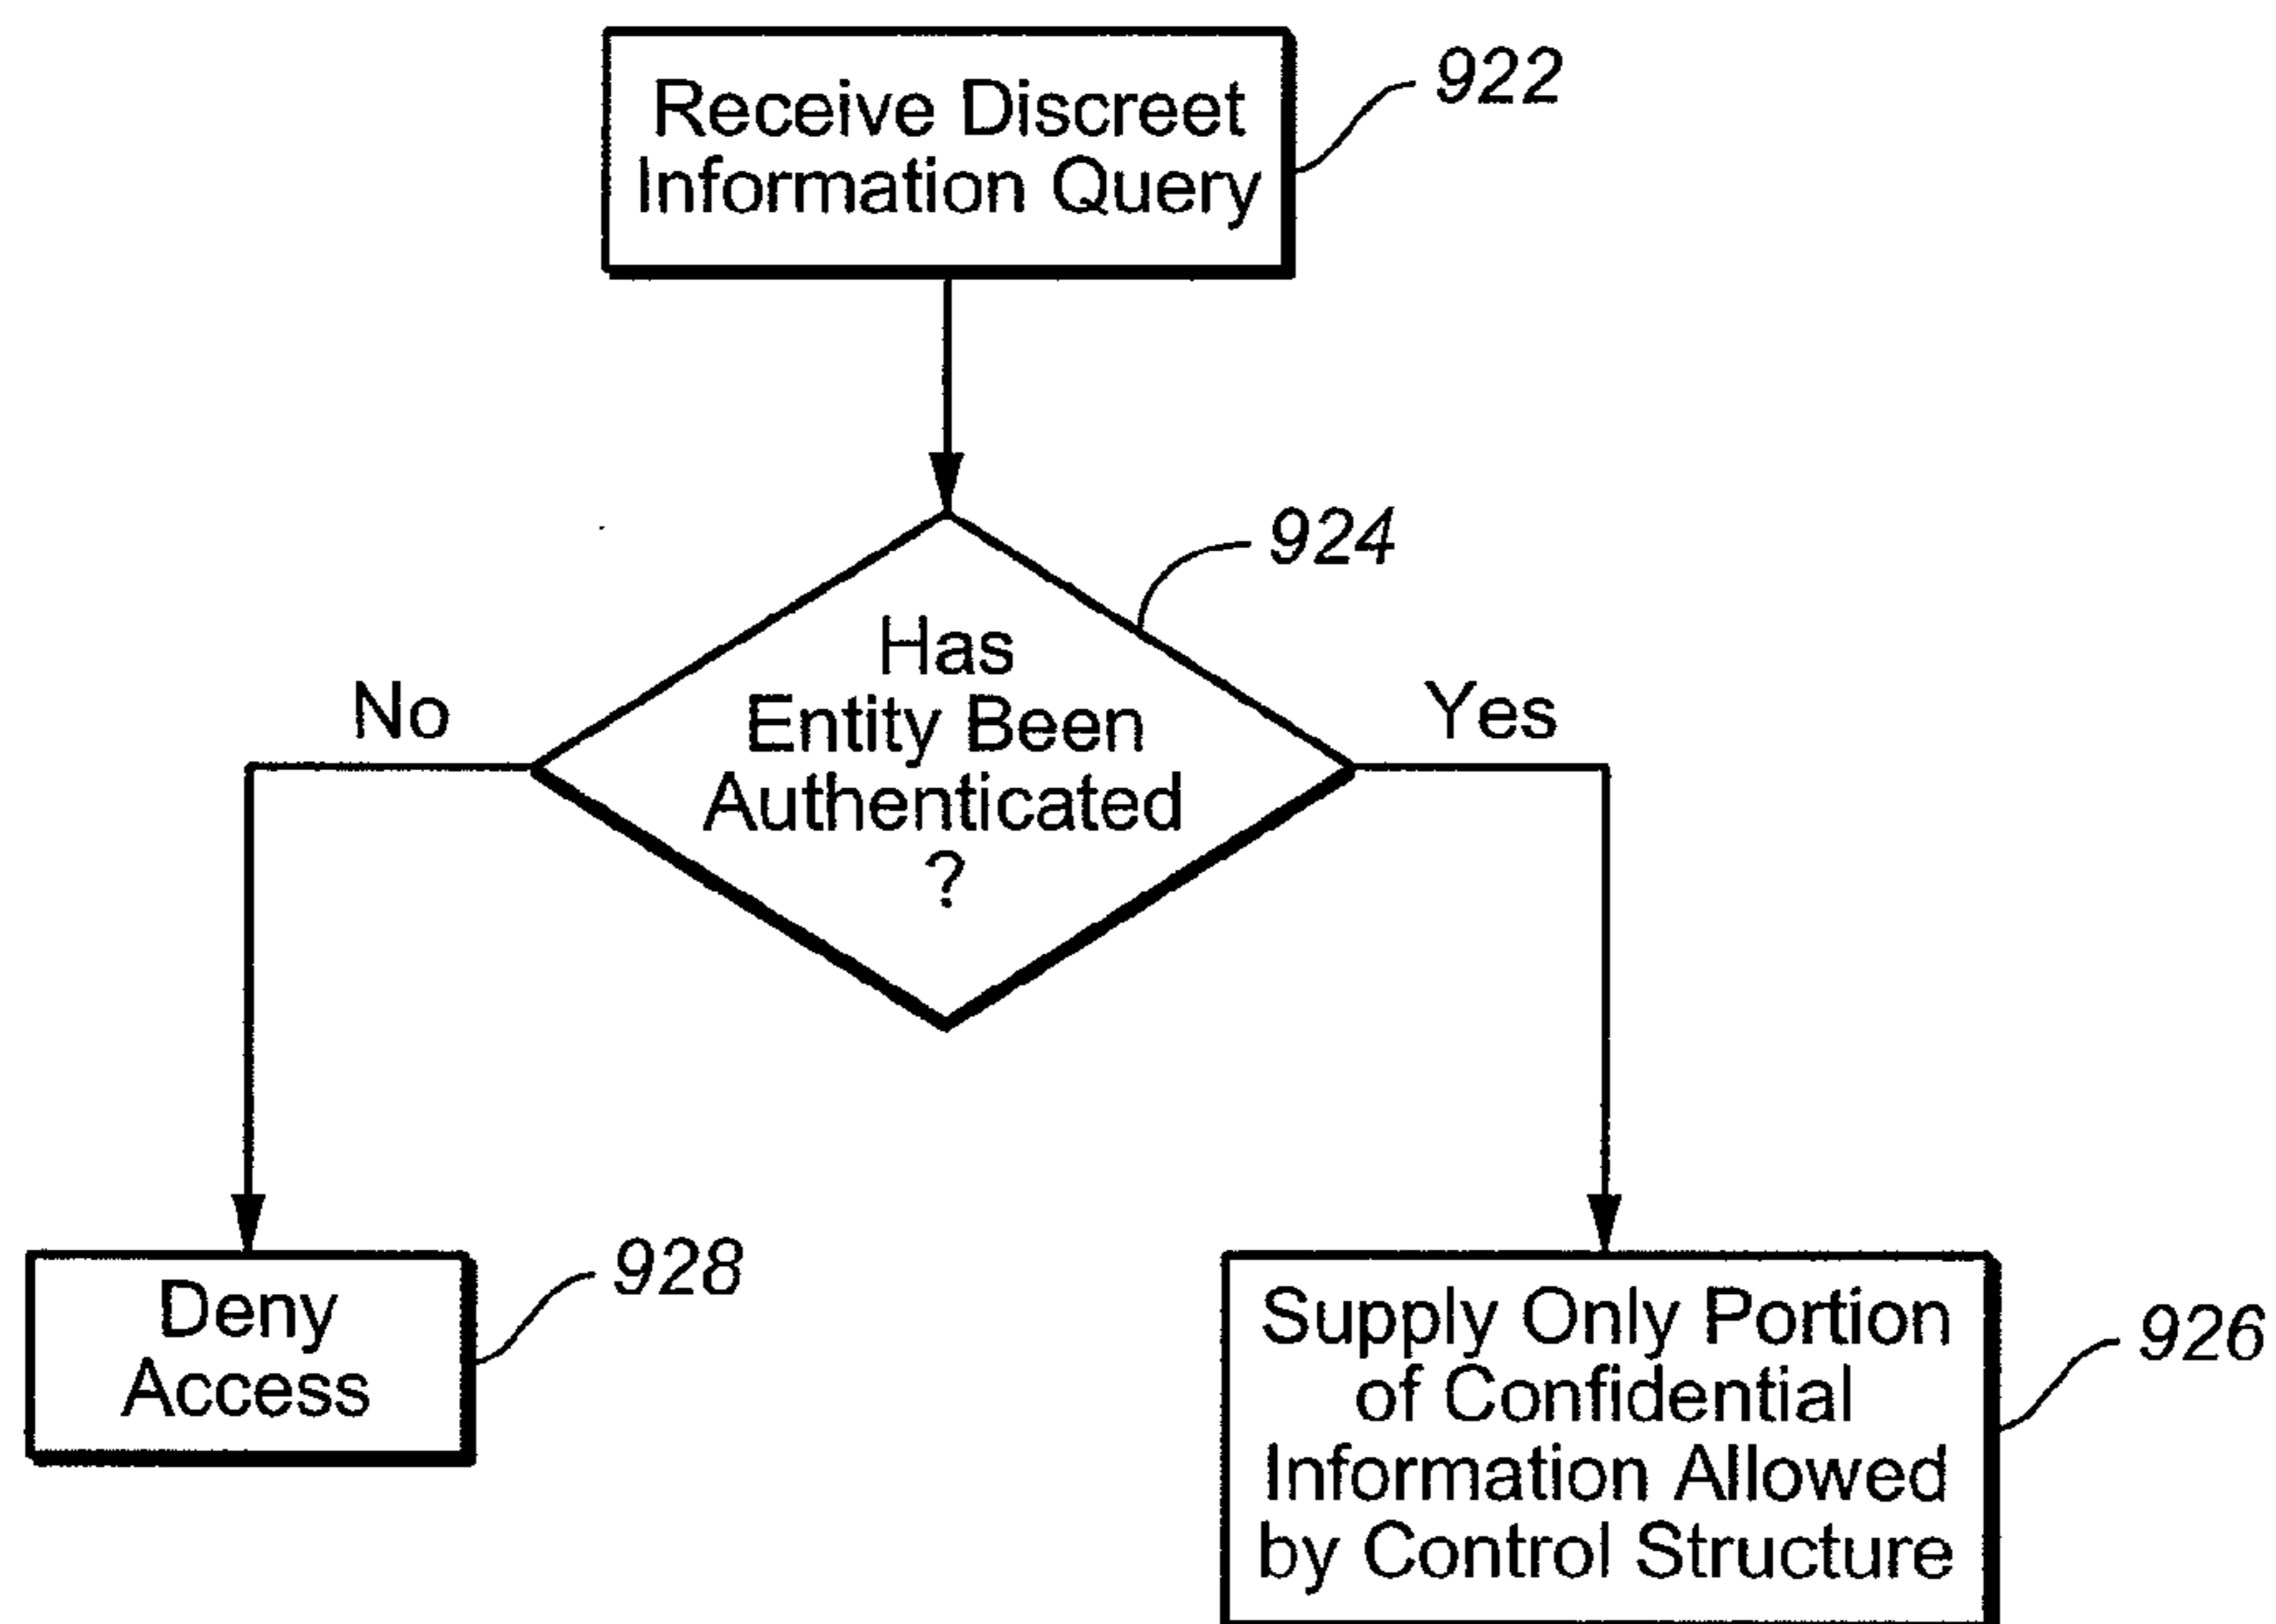 Receive Discreet
Information Query
922
924
Has
Entity Been
Authenticated
?
No
Yes
Deny
Access
928
Supply Only Portion
of Confidential
Information Allowed
by Control Structure
926